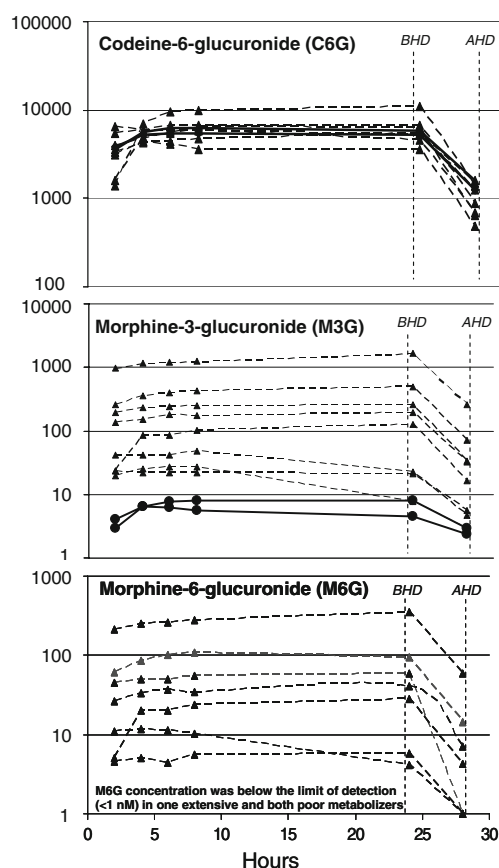 100000
Codeine-6-glucuronide (C6G)
BHD
AHD
10000
1000
100
10000
Morphine-3-glucuronide (M3G)
BHD
AHD
1000
100
10
1
1000
Morphine-6-glucuronide (M6G)
BHD
AHD
100
10
M6G concentration was below the limit of detection
(<1 nM) in one extensive and both poor metabolizers
1
0 5 10 15 20 25 30
Hours